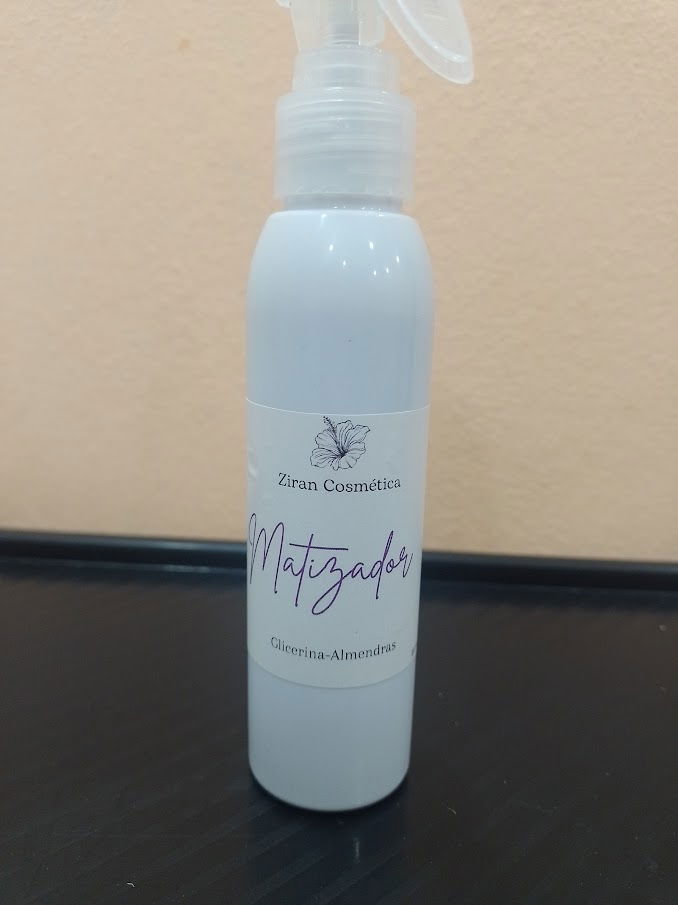 Ziran Cosmética
Matizador
Glicerina-Almendras